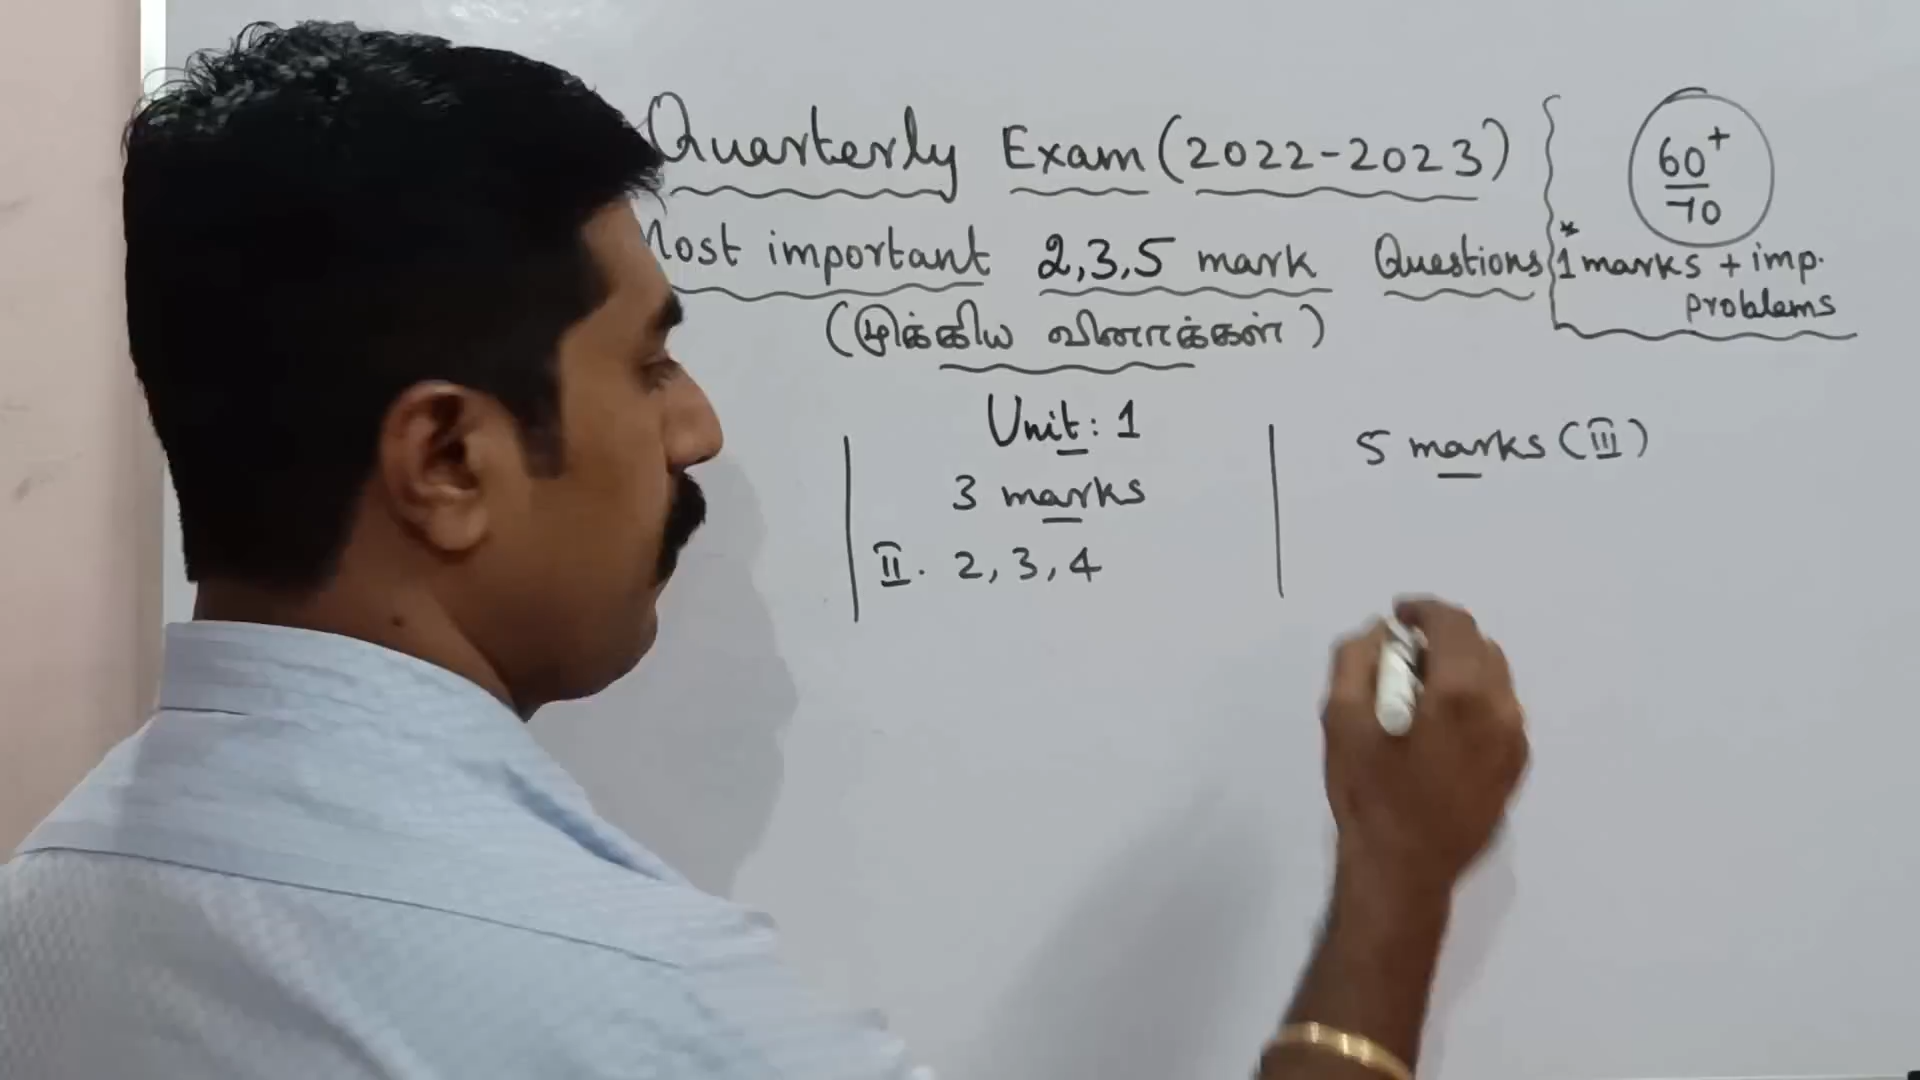 Quarterly Exam (2022-2023)
60+
70
Most important 2,3,5 mark Questions
*1 marks + imp.
problems
(முக்கிய வினாக்கள்)
Unit: 1
3 marks
5 marks (III)
II. 2, 3, 4